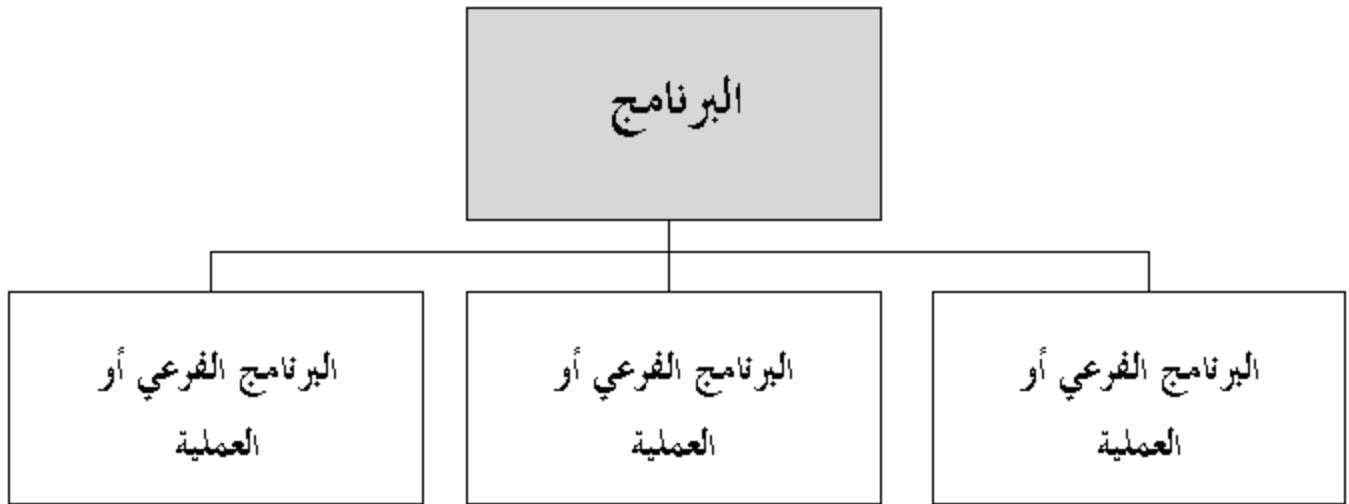 البرنامج
البرنامج الفرعي أو
العملية
البرنامج الفرعي أو
العملية
البرنامج الفرعي أو
العملية